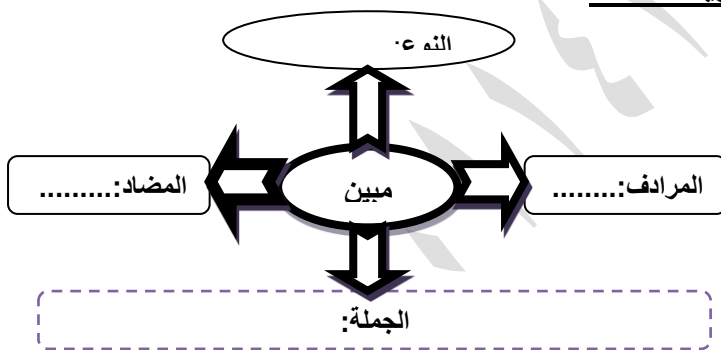 النوع:
المرادف:........
مبين
المضاد:.........
الجملة: